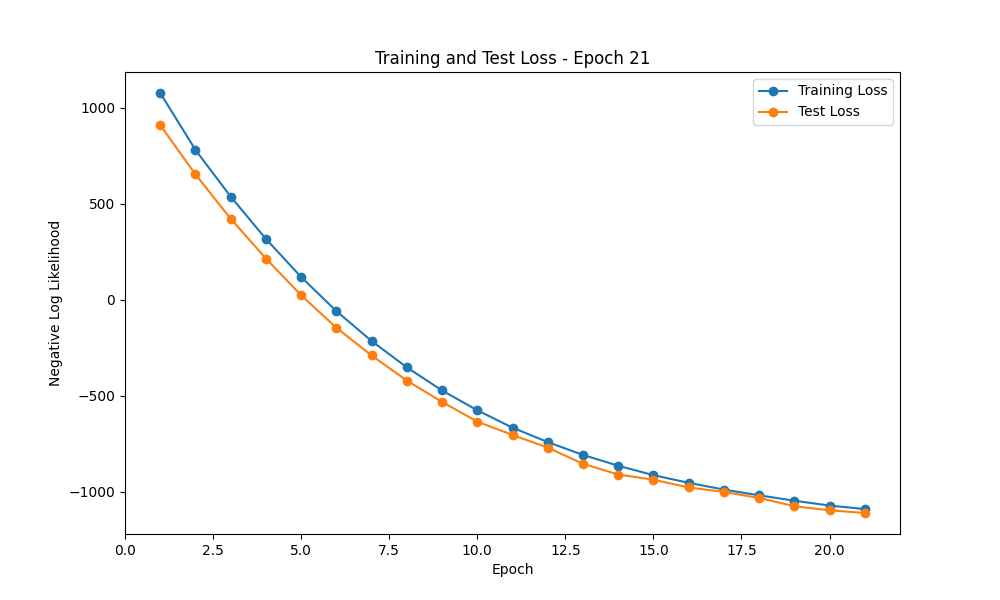 Training and Test Loss - Epoch 21
Training Loss
Test Loss
Negative Log Likelihood
1000
500
0
−500
−1000
0.0
2.5
5.0
7.5
10.0
12.5
15.0
17.5
20.0
Epoch